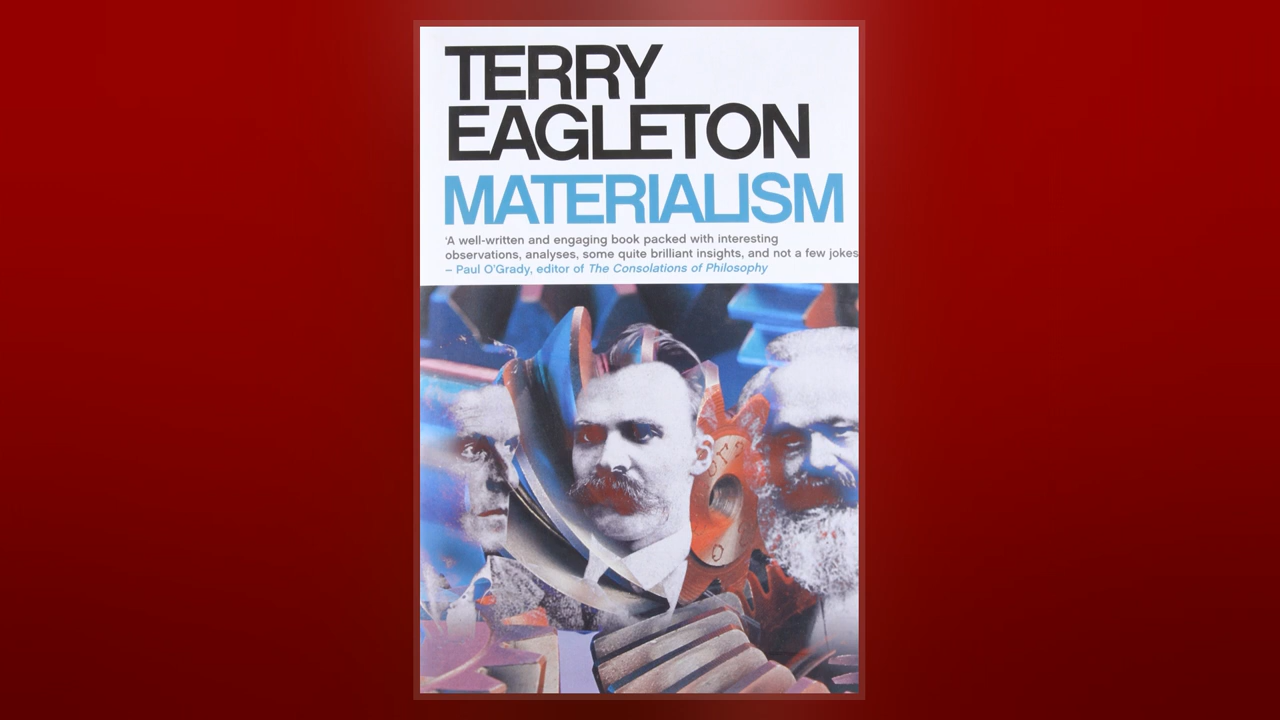 TERRY
EAGLETON
MATERIALISM
‘A well-written and engaging book packed with interesting
observations, analyses, some quite brilliant insights, and not a few jokes
– Paul O’Grady, editor of The Consolations of Philosophy